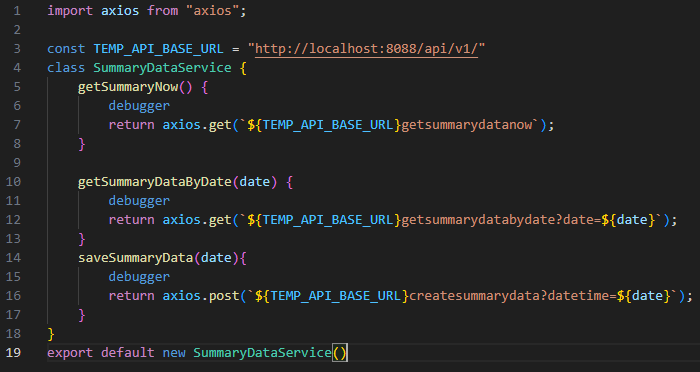 1 import axios from "axios";
2
3 const TEMP_API_BASE_URL = "http://localhost:8088/api/v1/"
4 class SummaryDataService {
5     getSummaryNow() {
6         debugger
7         return axios.get(`${TEMP_API_BASE_URL}getsummarydatanow`);
8     }
9
10     getSummaryDataByDate(date) {
11         debugger
12         return axios.get(`${TEMP_API_BASE_URL}getsummarydatabydate?date=${date}`);
13     }
14     saveSummaryData(date){
15         debugger
16         return axios.post(`${TEMP_API_BASE_URL}createsummarydata?datetime=${date}`);
17     }
18 }
19 export default new SummaryDataService()